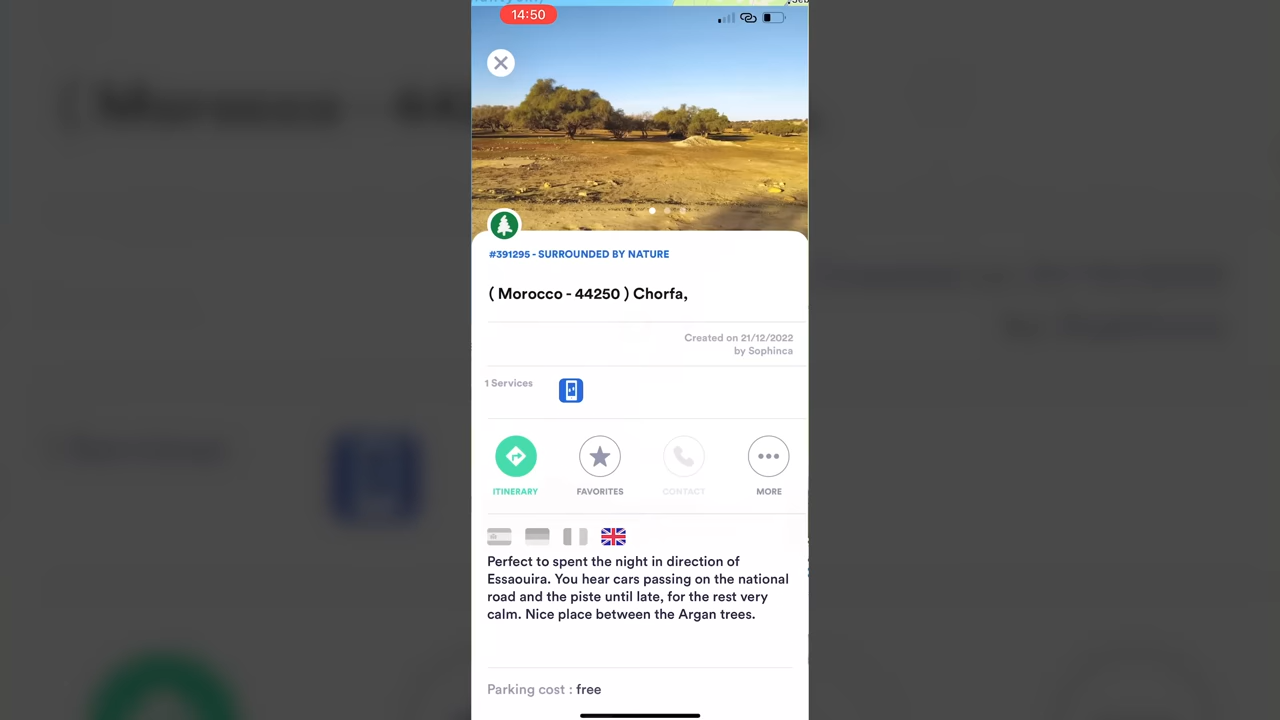 14:50
#391295 - SURROUNDED BY NATURE
( Morocco - 44250 ) Chorfa,
Created on 21/12/2022
by Sophinca
1 Services
ITINERARY
FAVORITES
CONTACT
MORE
Perfect to spent the night in direction of
Essaouira. You hear cars passing on the national
road and the piste until late, for the rest very
calm. Nice place between the Argan trees.
Parking cost : free